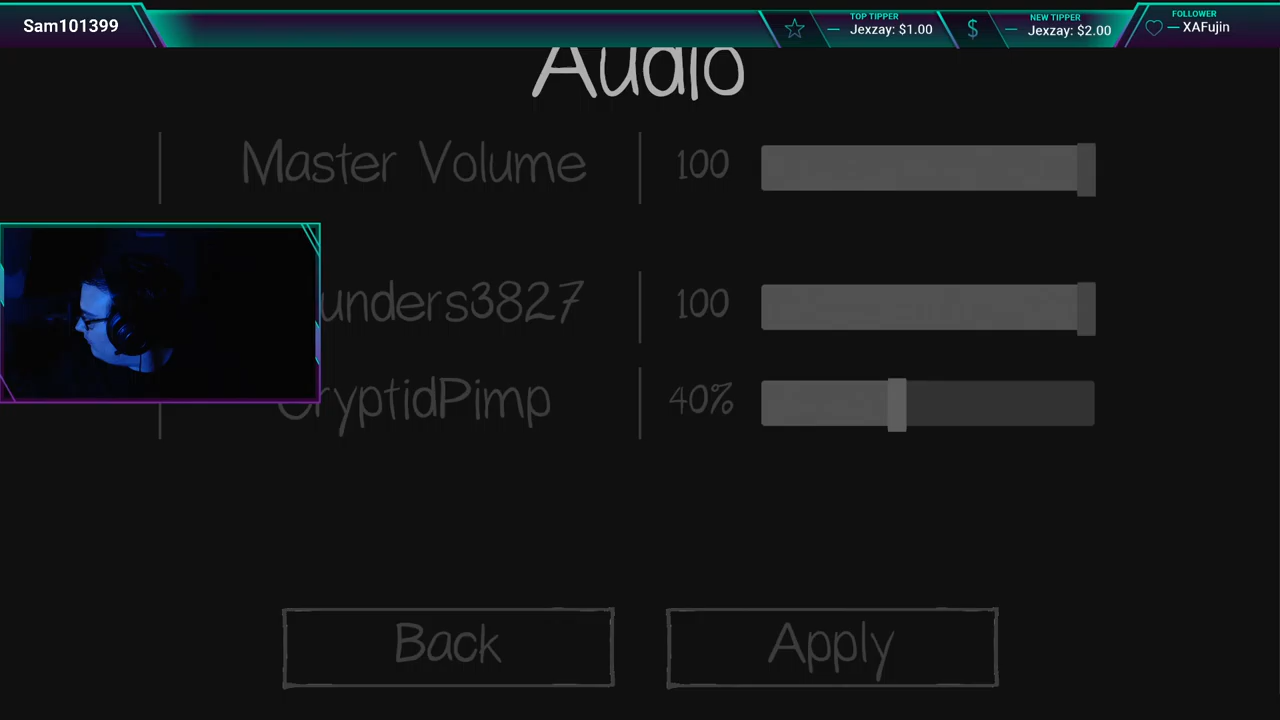 Sam101399
TOP TIPPER
Jexzay: $1.00
$
NEW TIPPER
Jexzay: $2.00
FOLLOWER
XAFujin
Audio
Master Volume 100
unders3827 100
CryptidPimp 40%
Back
Apply